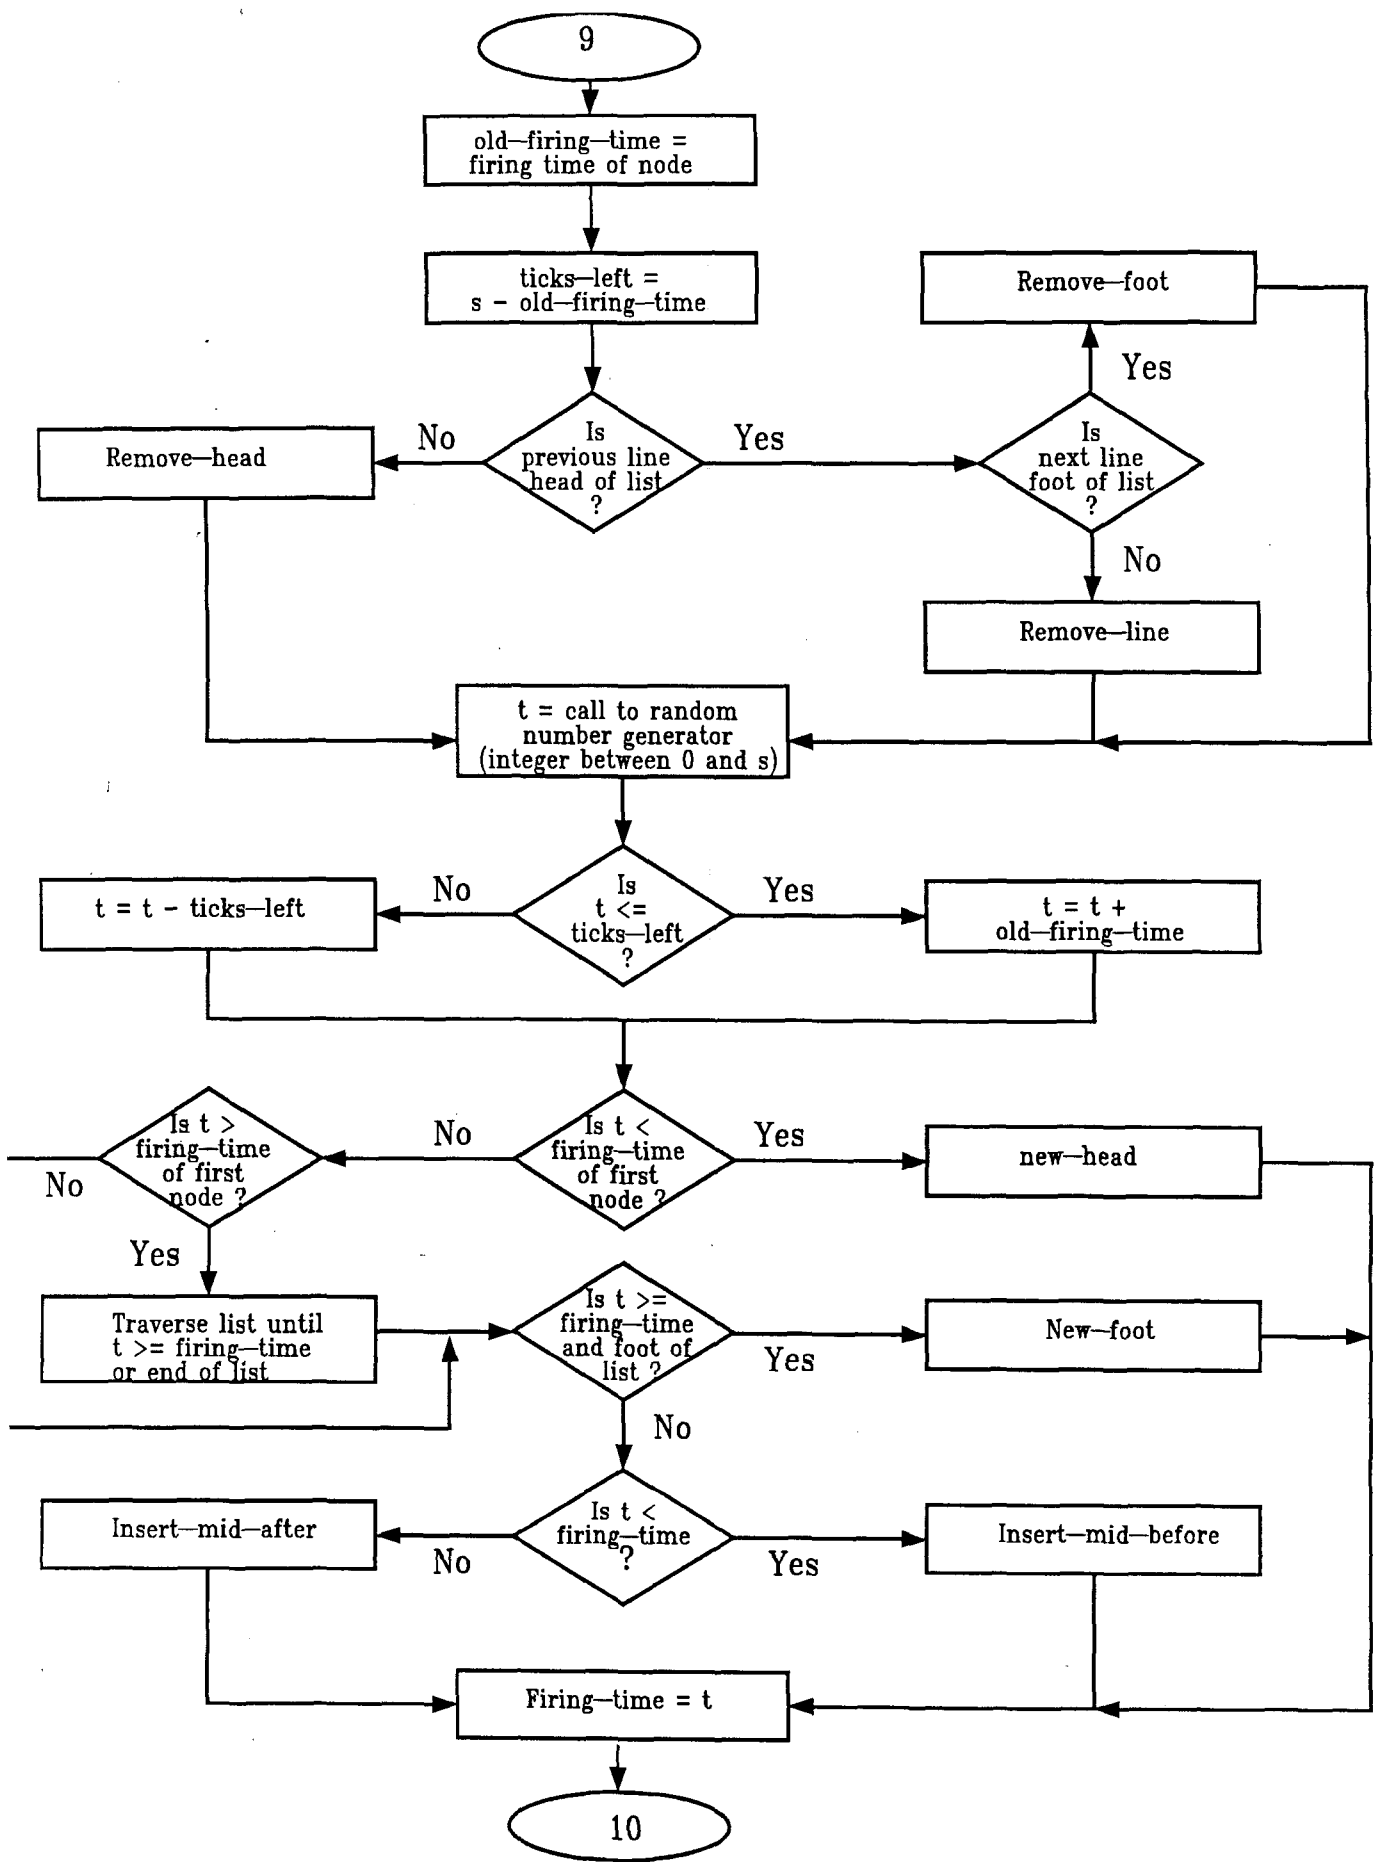 9
old—firing—time =
firing time of node
ticks—left =
s - old—firing—time
Remove—foot
Yes
Remove—head
No
Is
previous line
head of list
?
Yes
Is
next line
foot of list
?
No
Remove—line
t = call to random
number generator
(integer between 0 and s)
t = t - ticks—left
No
Is
t <=
ticks—left
?
Yes
t = t +
old—firing—time
Is t >
firing—time
of first
node ?
No
No
Is t <
firing—time
of first
node ?
Yes
new—head
Yes
Traverse list until
t >= firing—time
or end of list
Is t >=
firing—time
and foot of
list ?
Yes
New—foot
No
Insert—mid—after
No
Is t <
firing—time
?
Yes
Insert—mid—before
Firing—time = t
10